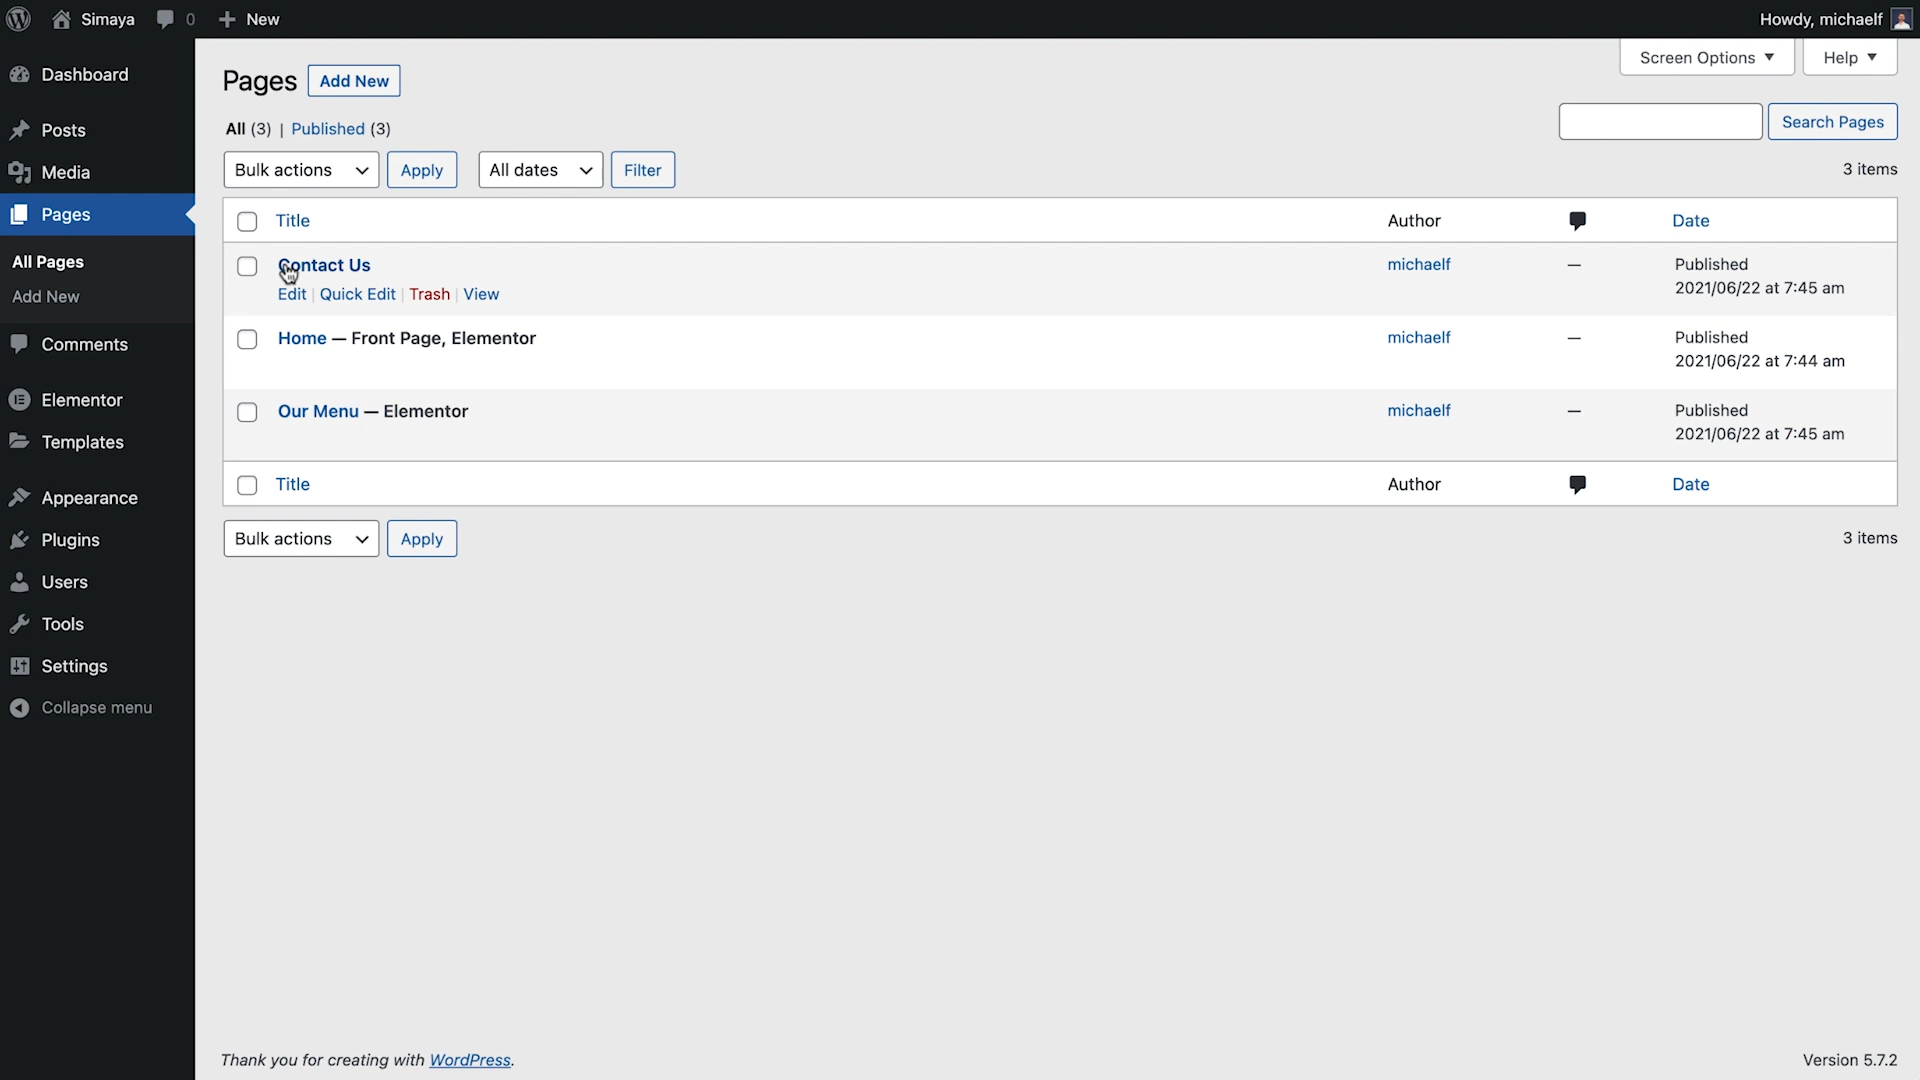 Simaya 0 New Howdy, michaelf
Screen Options Help
Dashboard
Posts
Media
Pages
All Pages
Add New
Comments
Elementor
Templates
Appearance
Plugins
Users
Tools
Settings
Collapse menu
Pages Add New
All (3) | Published (3)
Search Pages
Bulk actions Apply All dates Filter 3 items
Title Author Date
Contact Us michaelf — Published
2021/06/22 at 7:45 am
Edit | Quick Edit | Trash | View
Home — Front Page, Elementor michaelf — Published
2021/06/22 at 7:44 am
Our Menu — Elementor michaelf — Published
2021/06/22 at 7:45 am
Title Author Date
Bulk actions Apply 3 items
Thank you for creating with WordPress. Version 5.7.2